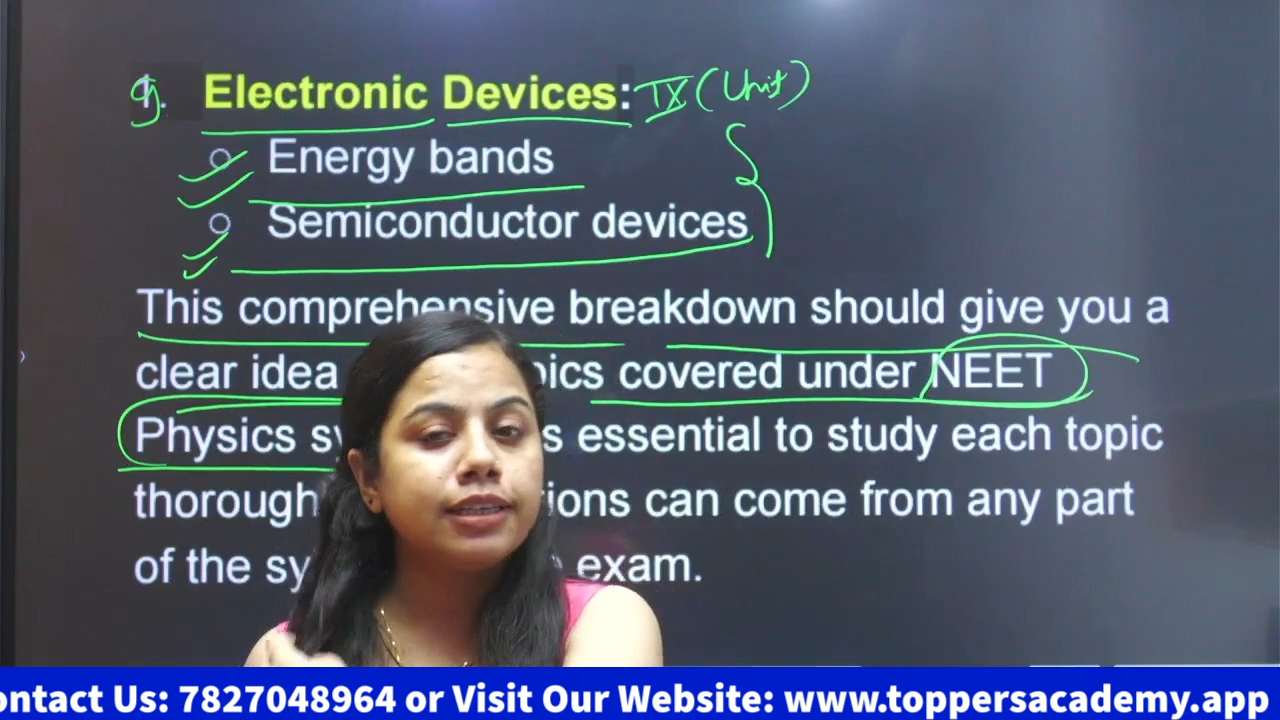 9. Electronic Devices: IX (Unit)
Energy bands
Semiconductor devices
This comprehensive breakdown should give you a
clear idea covered under NEET
Physics essential to study each topic
can come from any part
of the exam.
ontact Us: 7827048964 or Visit Our Website: www.toppersacademy.app